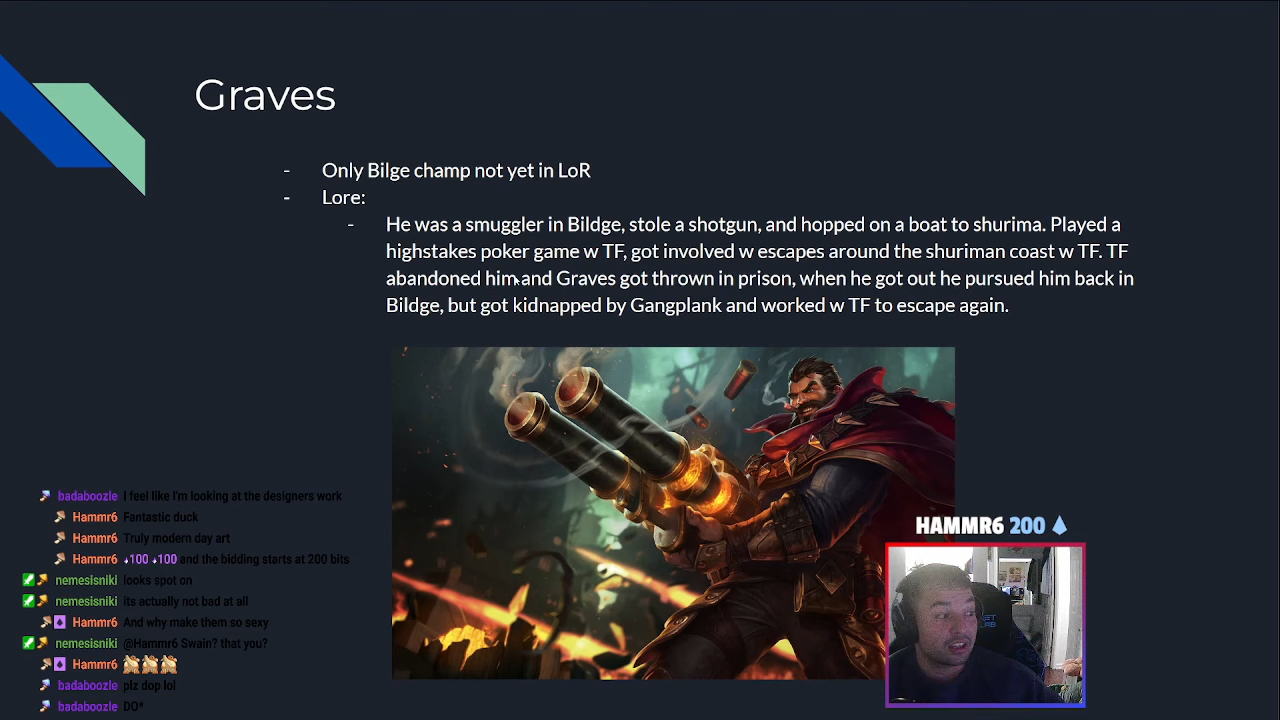 Graves
- Only Bilge champ not yet in LoR
- Lore:
- He was a smuggler in Bildge, stole a shotgun, and hopped on a boat to shurima. Played a
highstakes poker game w TF, got involved w escapes around the shuriman coast w TF. TF
abandoned him and Graves got thrown in prison, when he got out he pursued him back in
Bildge, but got kidnapped by Gangplank and worked w TF to escape again.
badaboozle I feel like I'm looking at the designers work
Hammr6 Fantastic duck
Hammr6 Truly modern day art
Hammr6 100 100 and the bidding starts at 200 bits
nemesisniki looks spot on
nemesisniki its actually not bad at all
Hammr6 And why make them so sexy
nemesisniki @Hammr6 Swain? that you?
Hammr6
badaboozle plz dop lol
badaboozle DO*
HAMMR6 200